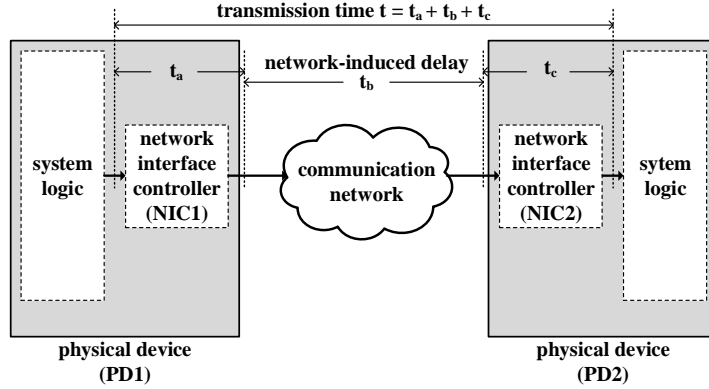 transmission time t = ta + tb + tc
ta
network-induced delay
tb
tc
system
logic
network
interface
controller
(NIC1)
communication
network
network
interface
controller
(NIC2)
sytem
logic
physical device
(PD1)
physical device
(PD2)